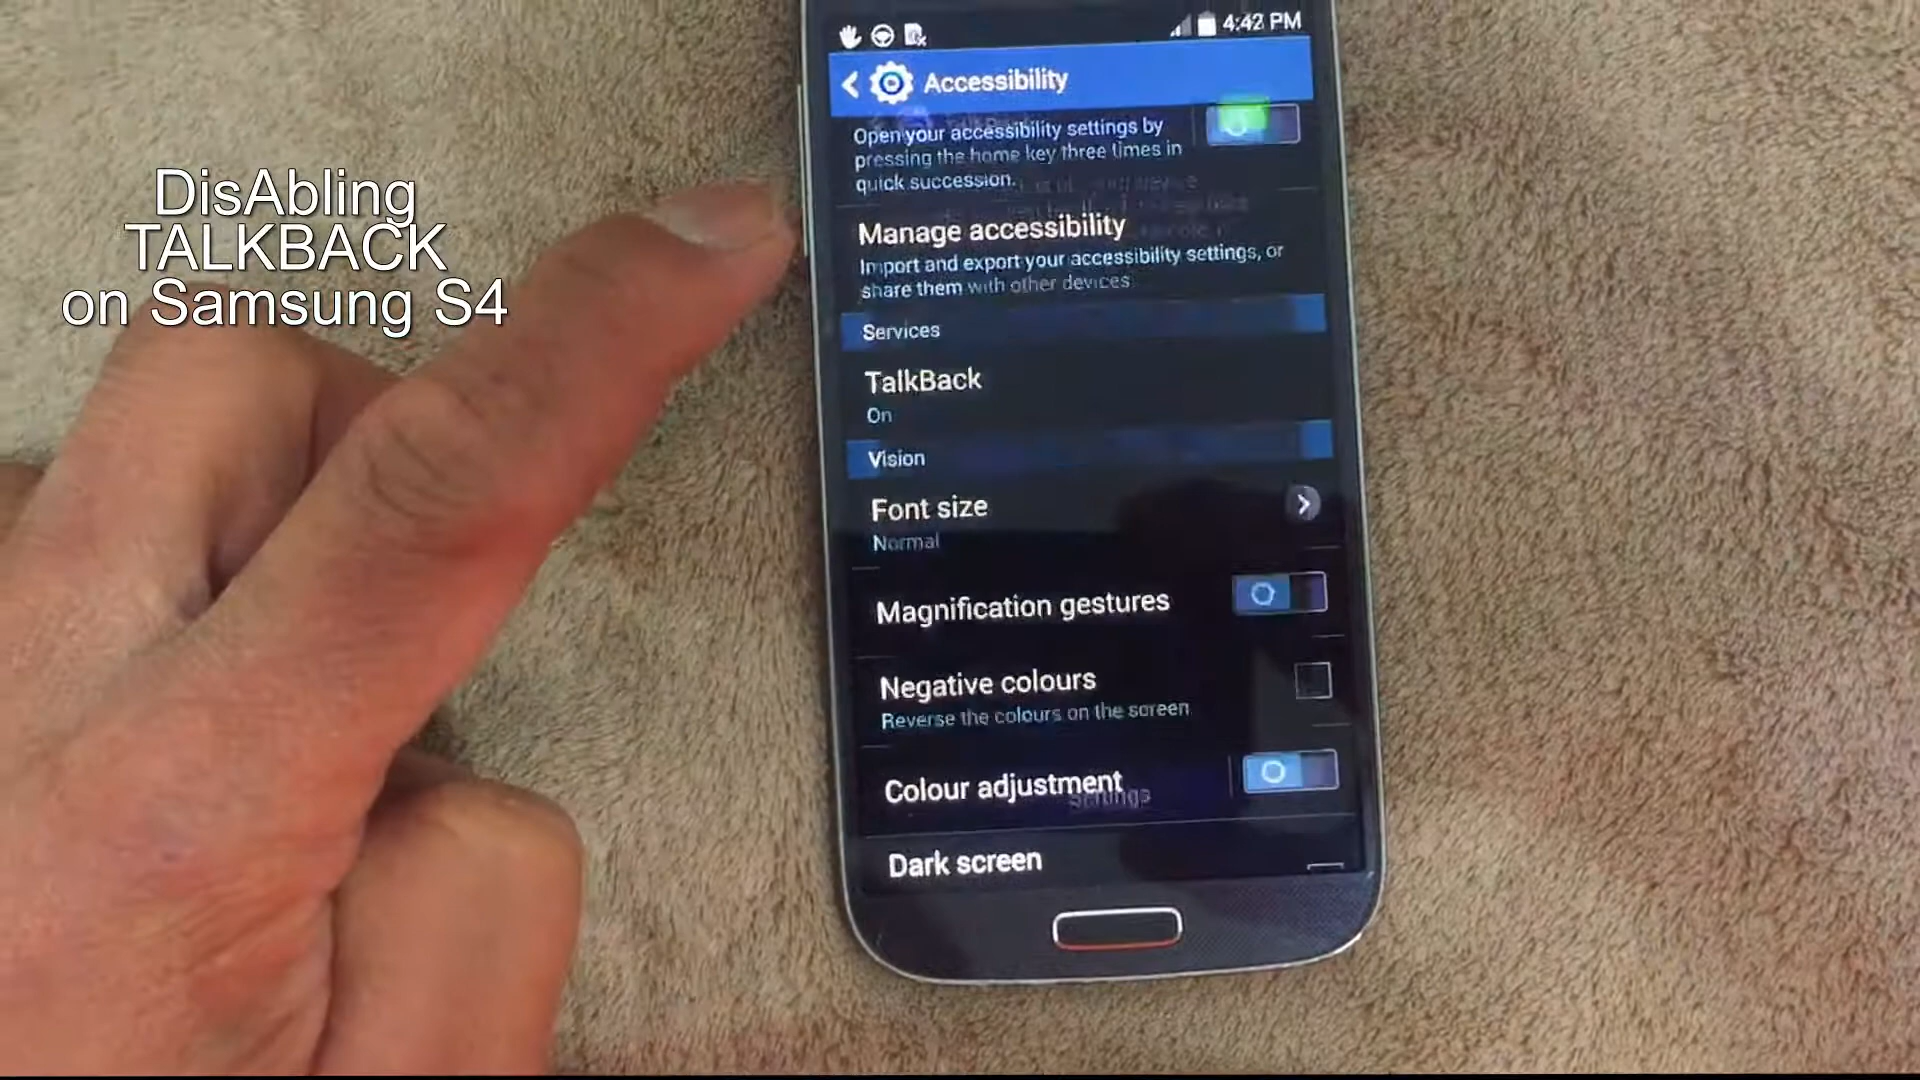 4:42 PM
Accessibility
DisAbling
TALKBACK
on Samsung S4
Open your accessibility settings by
pressing the home key three times in
quick succession.
Manage accessibility
Import and export your accessibility settings, or
share them with other devices
Services
TalkBack
On
Vision
Font size
Normal
Magnification gestures
Negative colours
Reverse the colours on the screen
Colour adjustment
Settings
Dark screen